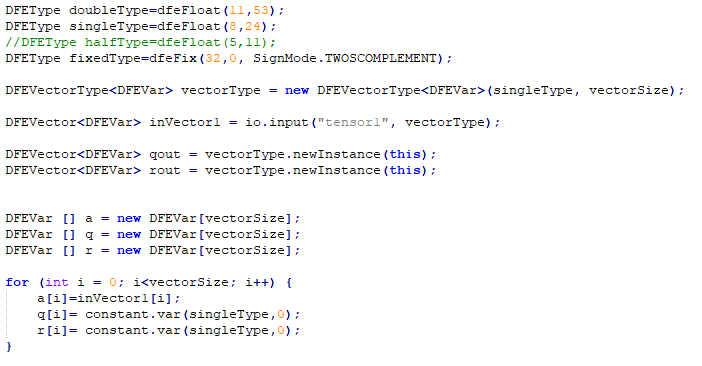 DFEType doubleType=dfeFloat(11,53);
DFEType singleType=dfeFloat(8,24);
//DFEType halfType=dfeFloat(5,11);
DFEType fixedType=dfeFix(32,0, SignMode.TWOSCOMPLEMENT);
DFEVectorType<DFEVar> vectorType = new DFEVectorType<DFEVar>(singleType, vectorSize);
DFEVector<DFEVar> inVector1 = io.input("tensor1", vectorType);
DFEVector<DFEVar> qout = vectorType.newInstance(this);
DFEVector<DFEVar> rout = vectorType.newInstance(this);
DFEVar [] a = new DFEVar[vectorSize];
DFEVar [] q = new DFEVar[vectorSize];
DFEVar [] r = new DFEVar[vectorSize];
for (int i = 0; i<vectorSize; i++) {
    a[i]=inVector1[i];
    q[i]= constant.var(singleType,0);
    r[i]= constant.var(singleType,0);
}